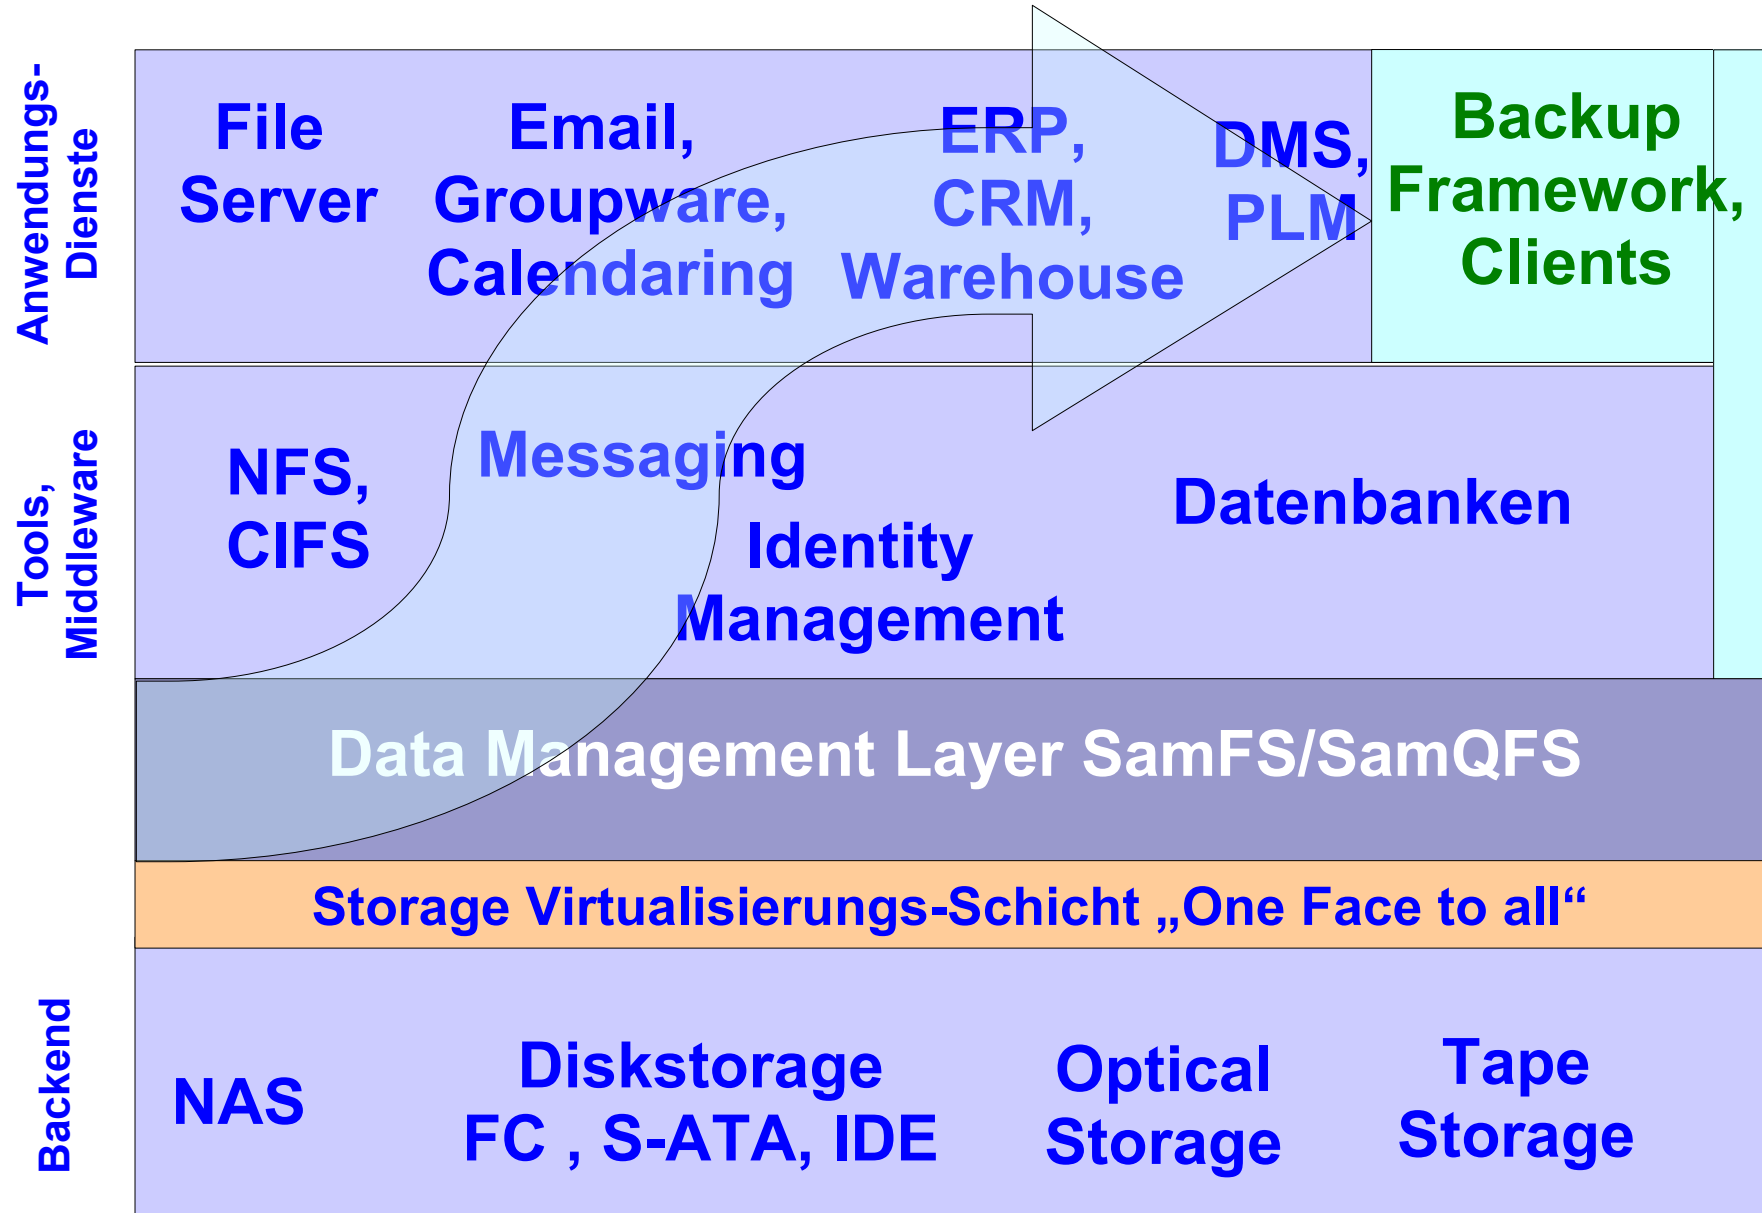 Anwendungs-
Dienste
File
Server
Email,
Groupware,
Calendaring
ERP,
CRM,
Warehouse
DMS,
PLM
Backup
Framework,
Clients
Tools,
Middleware
NFS,
CIFS
Messaging
Identity
Management
Datenbanken
Data Management Layer SamFS/SamQFS
Storage Virtualisierungs-Schicht „One Face to all“
Backend
NAS
Diskstorage
FC , S-ATA, IDE
Optical
Storage
Tape
Storage